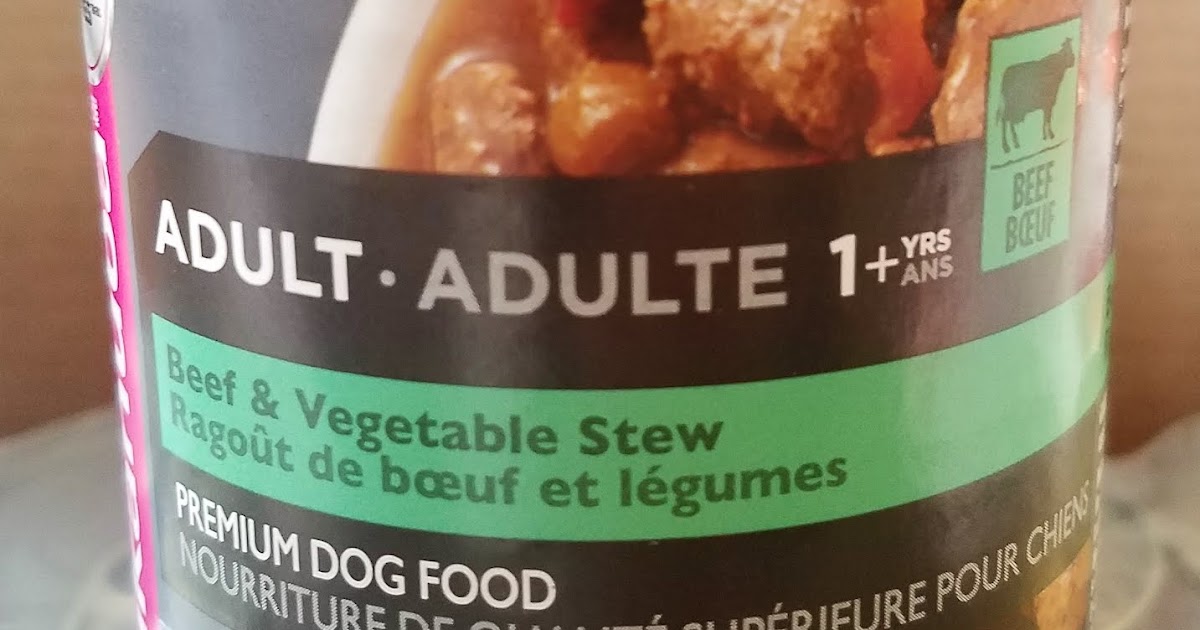 BEEF
BŒUF
ADULT · ADULTE 1+ YRS
ANS
Beef & Vegetable Stew
Ragoût de bœuf et légumes
PREMIUM DOG FOOD
NOURRITURE DE QUALITÉ SUPÉRIEURE POUR CHIENS